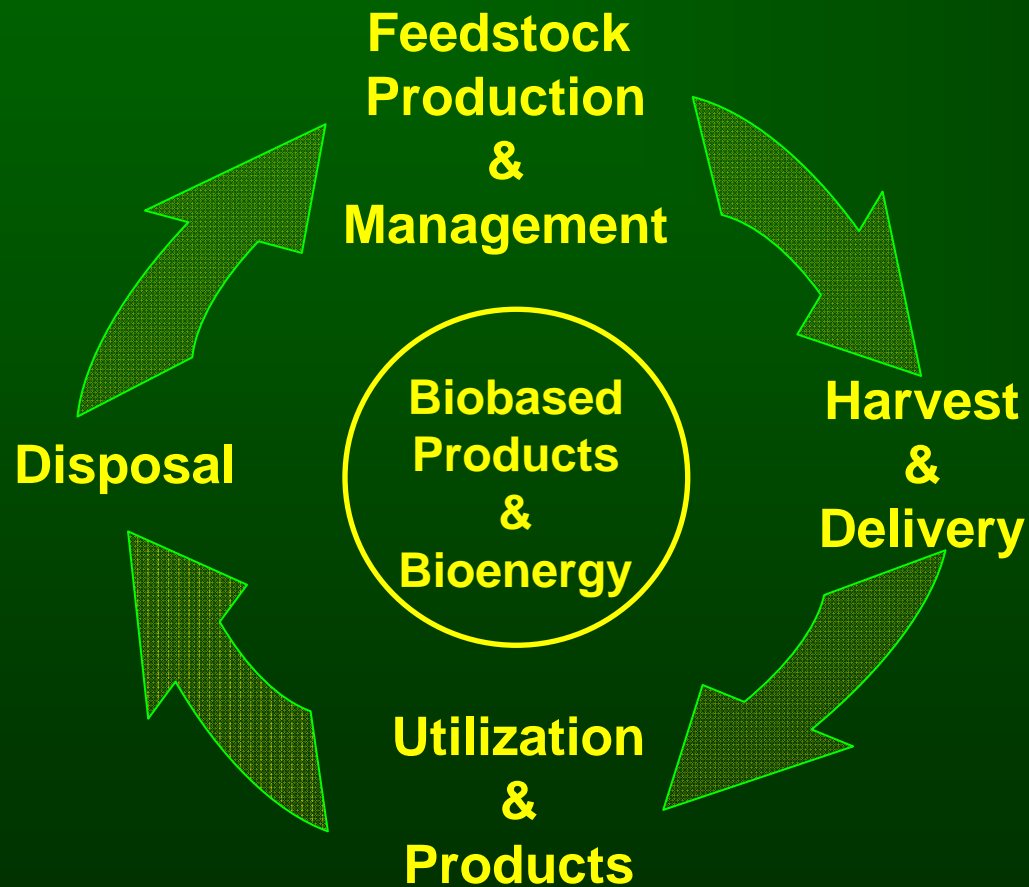 Feedstock
Production
&
Management
Harvest
&
Delivery
Utilization
&
Products
Disposal
Biobased
Products
&
Bioenergy